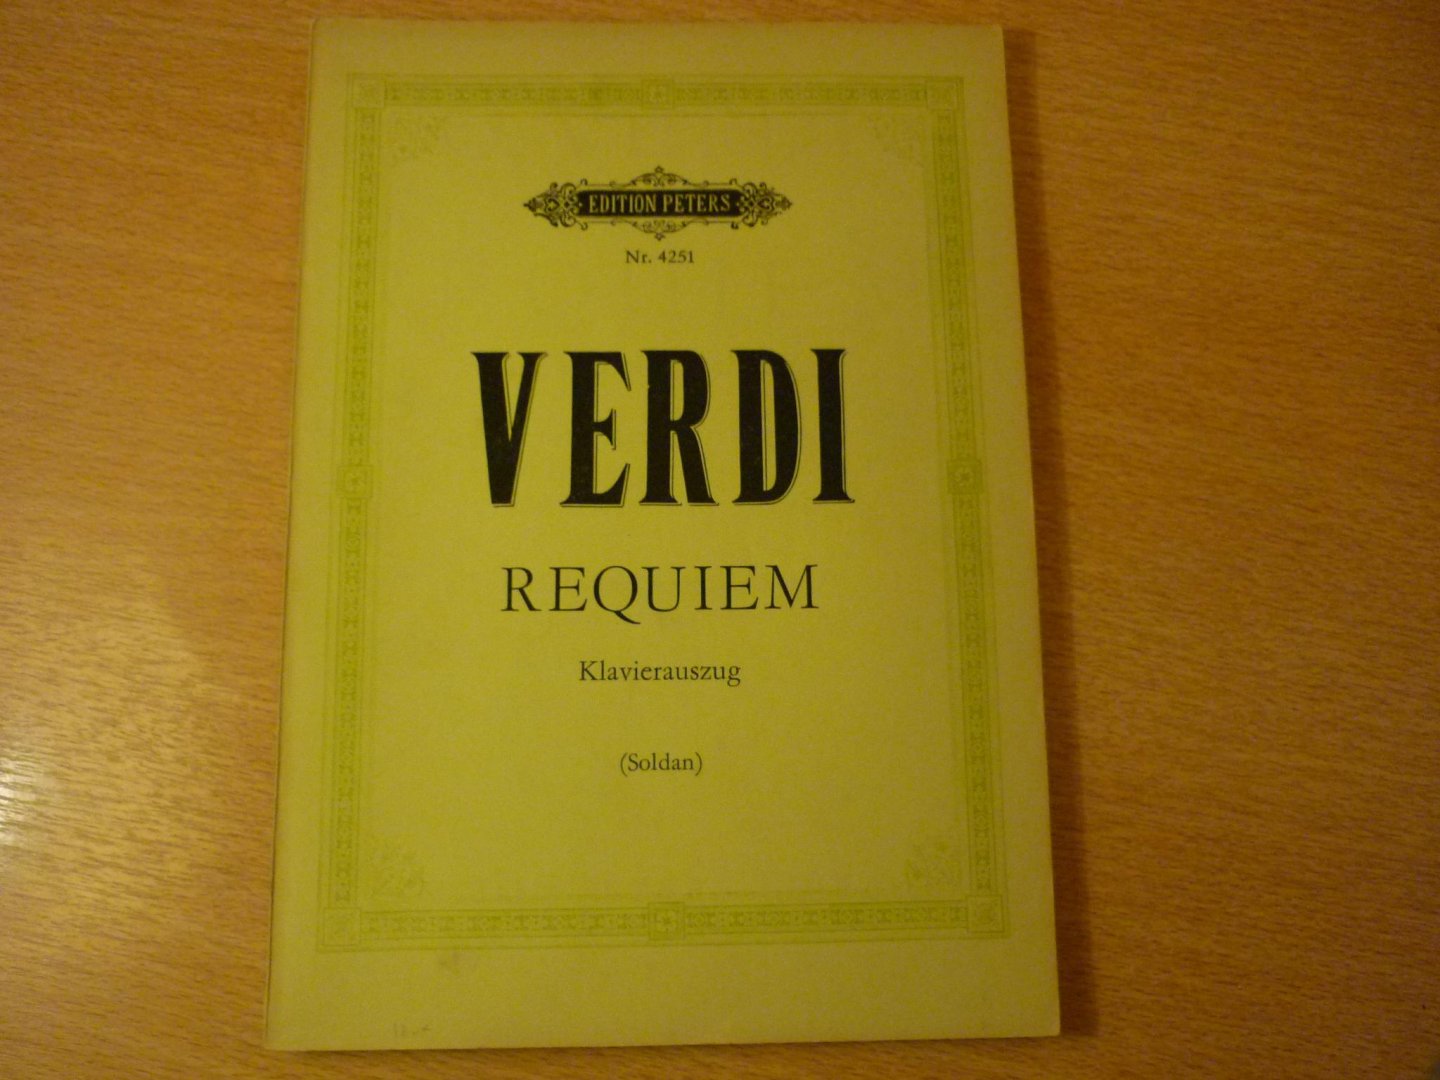 EDITION PETERS
Nr. 4251
VERDI
REQUIEM
Klavierauszug
(Soldan)